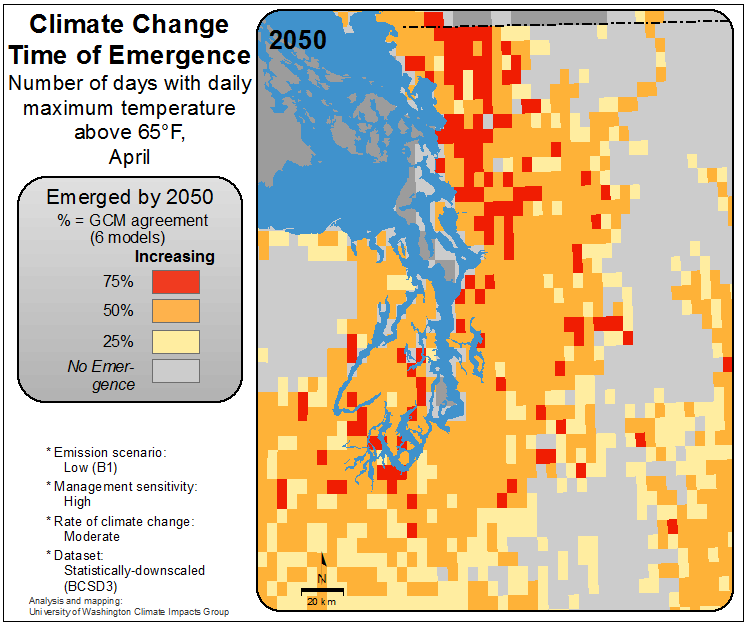 Climate Change
Time of Emergence
Number of days with daily
maximum temperature
above 65°F,
April
Emerged by 2050
% = GCM agreement
(6 models)
Increasing
75%
50%
25%
No Emer-
gence
* Emission scenario:
Low (B1)
* Management sensitivity:
High
* Rate of climate change:
Moderate
* Dataset:
Statistically-downscaled
(BCSD3)
Analysis and mapping:
University of Washington Climate Impacts Group
2050
N
20 km